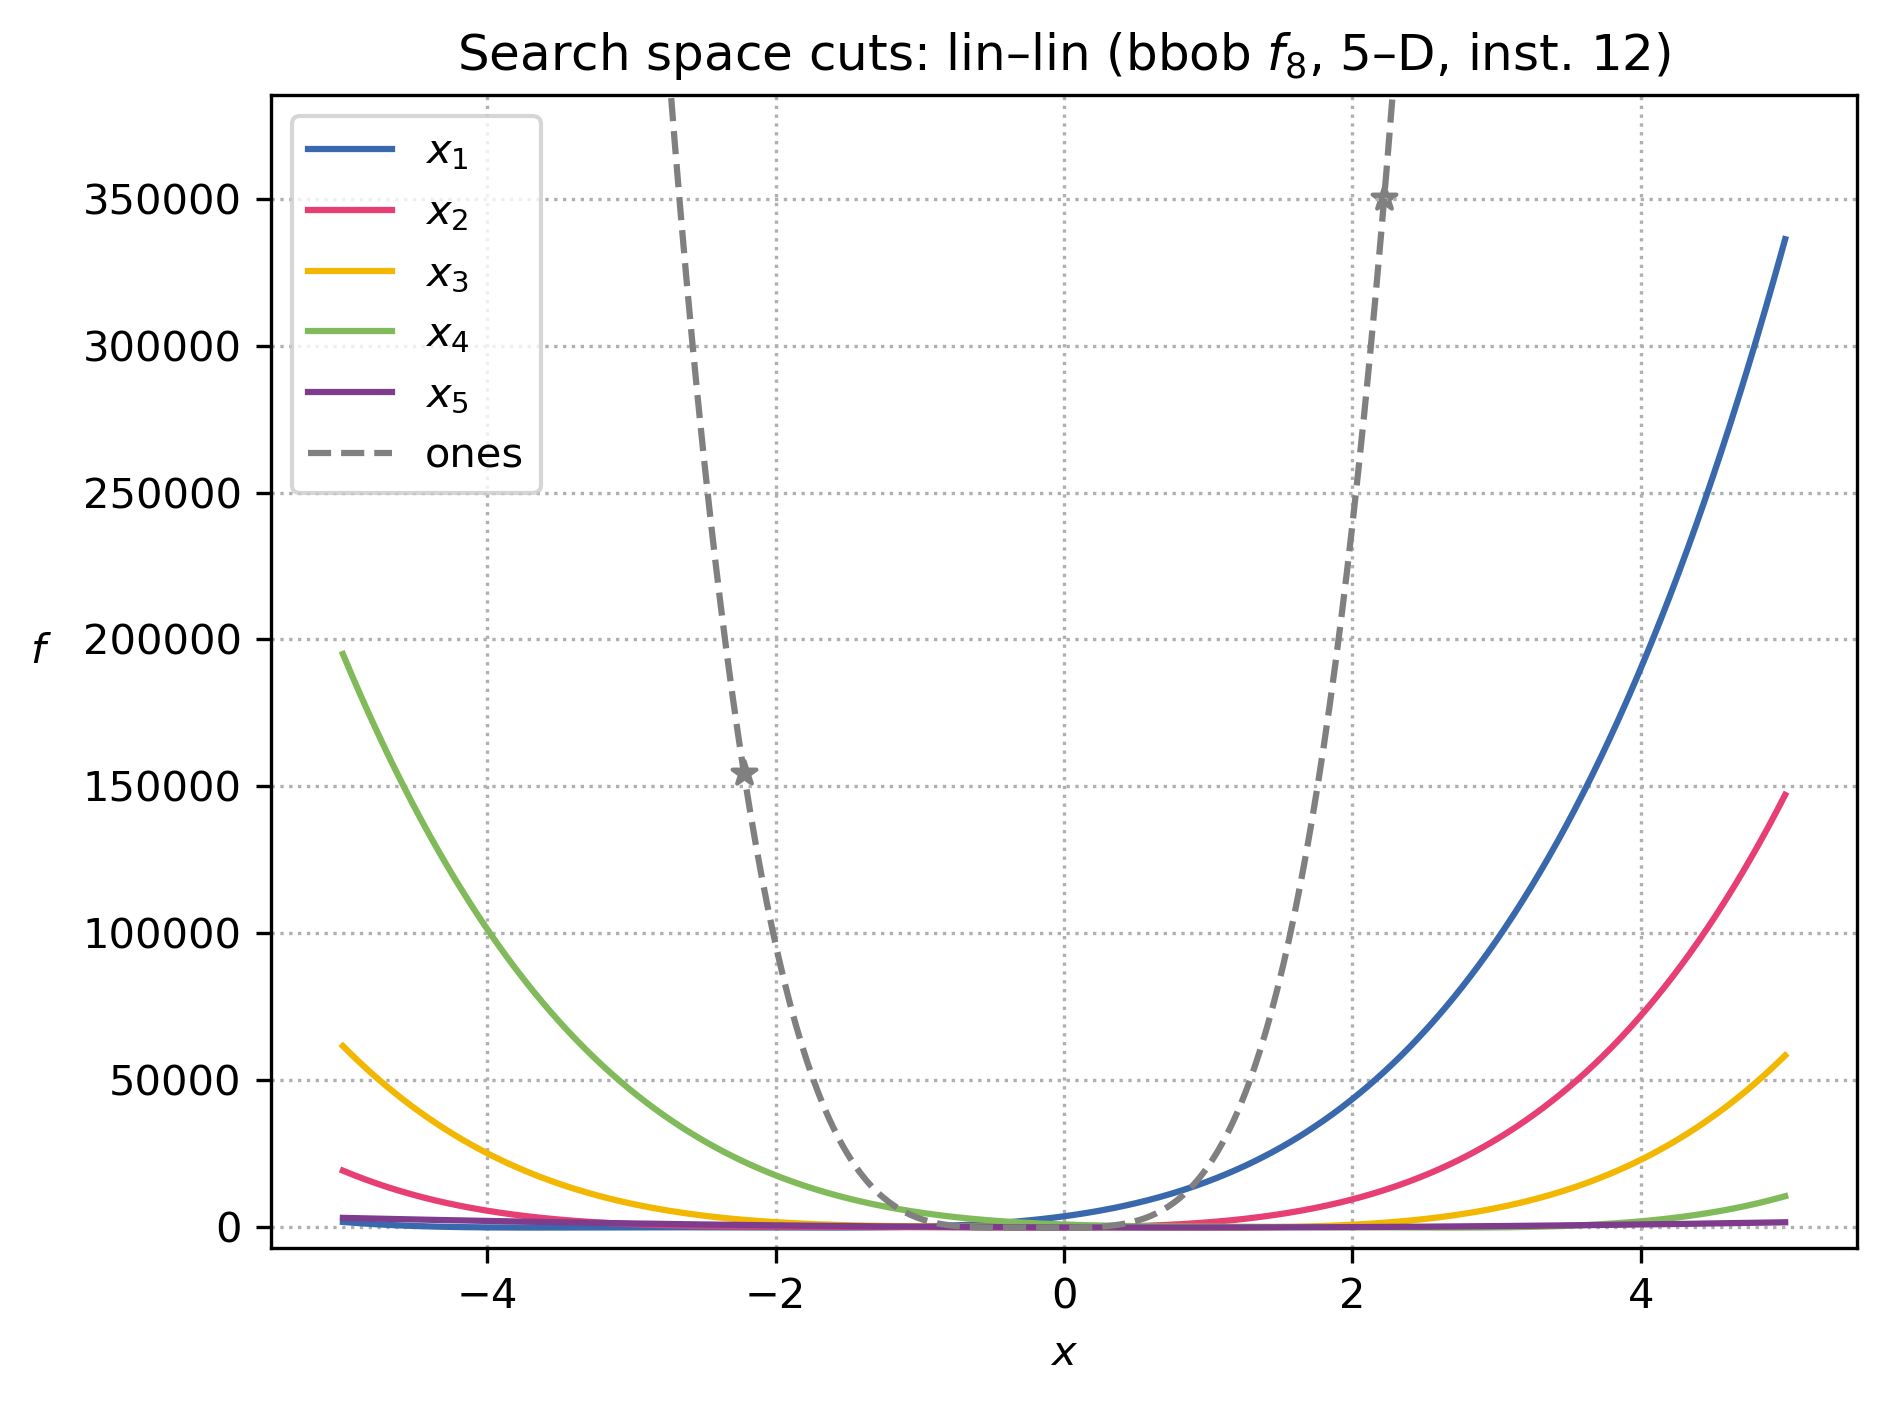 Search space cuts: lin–lin (bbob f₈, 5–D, inst. 12)
x₁
x₂
x₃
x₄
x₅
ones
350000
300000
250000
200000
150000
100000
50000
0
f
−4
−2
0
2
4
x